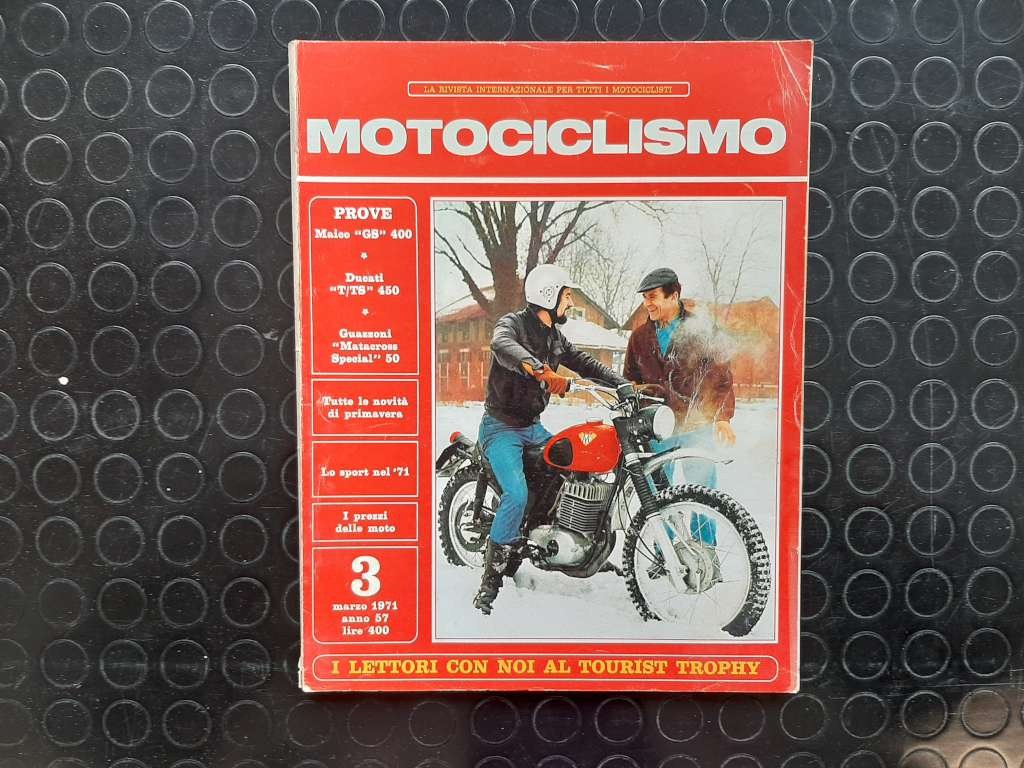 LA RIVISTA INTERNAZIONALE PER TUTTI I MOTOCICLISTI
MOTOCICLISMO
PROVE
Maico "GS" 400
*
Ducati
"T/TS" 450
*
Guazzoni
"Matacross
Special" 50
Tutte le novità
di primavera
Lo sport nel '71
I prezzi
delle moto
3
marzo 1971
anno 57
lire 400
I LETTORI CON NOI AL TOURIST TROPHY